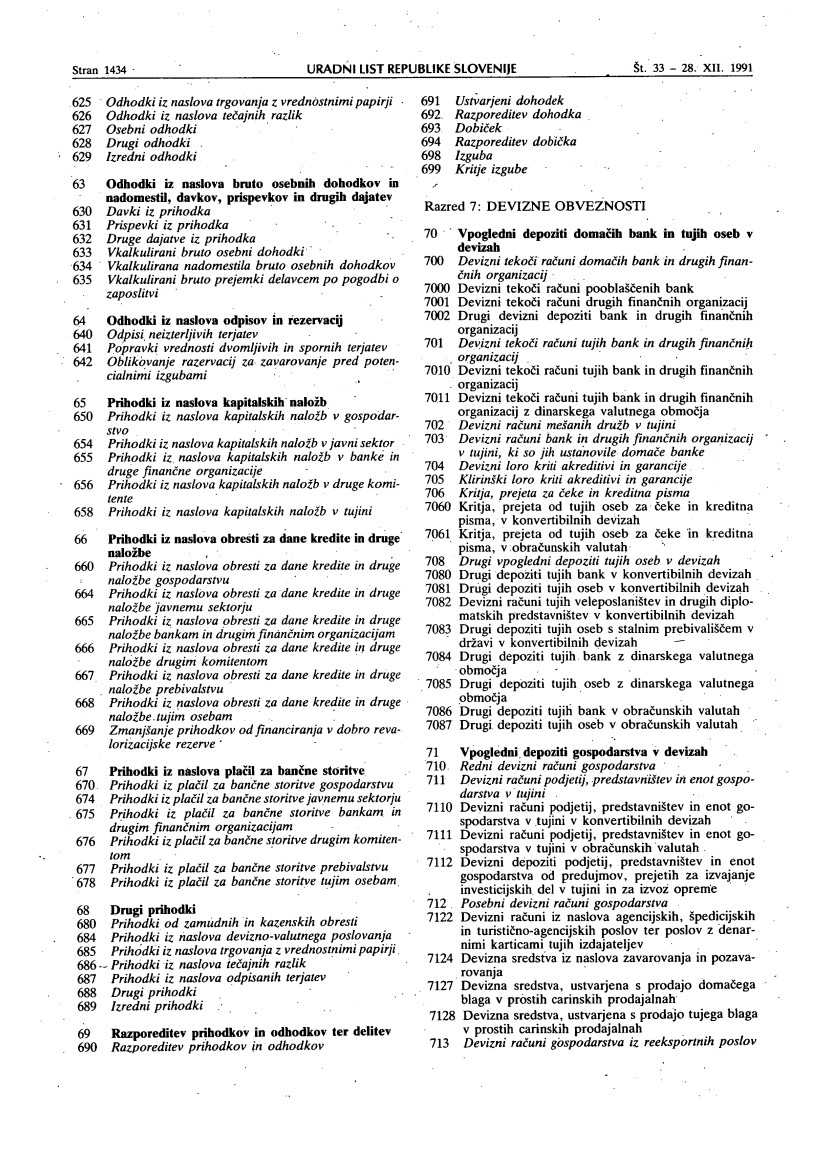 Stran 1434 URADNI LIST REPUBLIKE SLOVENIJE Št. 33 – 28. XII. 1991
625 Odhodki iz naslova trgovanja z vrednostnimi papirji
626 Odhodki iz naslova tečajnih razlik
627 Osebni odhodki
628 Drugi odhodki
629 Izredni odhodki
63 Odhodki iz naslova bruto osebnih dohodkov in
nadomestil, davkov, prispevkov in drugih dajatev
630 Davki iz prihodka
631 Prispevki iz prihodka
632 Druge dajatve iz prihodka
633 Vkalkulirani bruto osebni dohodki
634 Vkalkulirana nadomestila bruto osebnih dohodkov
635 Vkalkulirani bruto prejemki delavcem po pogodbi o
zaposlitvi
64 Odhodki iz naslova odpisov in rezervacij
640 Odpisi neizterljivih terjatev
641 Popravki vrednosti dvomljivih in spornih terjatev
642 Oblikovanje razervacij za zavarovanje pred poten-
cialnimi izgubami
65 Prihodki iz naslova kapitalskih naložb
650 Prihodki iz naslova kapitalskih naložb v gospodar-
stvo
654 Prihodki iz naslova kapitalskih naložb v javni sektor
655 Prihodki iz naslova kapitalskih naložb v banke in
druge finančne organizacije
656 Prihodki iz naslova kapitalskih naložb v druge komi-
tente
658 Prihodki iz naslova kapitalskih naložb v tujini
66 Prihodki iz naslova obresti za dane kredite in druge
naložbe
660 Prihodki iz naslova obresti za dane kredite in druge
naložbe gospodarstvu
664 Prihodki iz naslova obresti za dane kredite in druge
naložbe javnemu sektorju
665 Prihodki iz naslova obresti za dane kredite in druge
naložbe bankam in drugim finančnim organizacijam
666 Prihodki iz naslova obresti za dane kredite in druge
naložbe drugim komitentom
667 Prihodki iz naslova obresti za dane kredite in druge
naložbe prebivalstvu
668 Prihodki iz naslova obresti za dane kredite in druge
naložbe tujim osebam
669 Zmanjšanje prihodkov od financiranja v dobro reva-
lorizacijske rezerve
67 Prihodki iz naslova plačil za bančne storitve
670 Prihodki iz plačil za bančne storitve gospodarstvu
674 Prihodki iz plačil za bančne storitve javnemu sektorju
675 Prihodki iz plačil za bančne storitve bankam in
drugim finančnim organizacijam
676 Prihodki iz plačil za bančne storitve drugim komiten-
tom
677 Prihodki iz plačil za bančne storitve prebivalstvu
678 Prihodki iz plačil za bančne storitve tujim osebam
68 Drugi prihodki
680 Prihodki od zamudnih in kazenskih obresti
684 Prihodki iz naslova devizno-valutnega poslovanja
685 Prihodki iz naslova trgovanja z vrednostnimi papirji
686 Prihodki iz naslova tečajnih razlik
687 Prihodki iz naslova odpisanih terjatev
688 Drugi prihodki
689 Izredni prihodki
69 Razporeditev prihodkov in odhodkov ter delitev
690 Razporeditev prihodkov in odhodkov
691 Ustvarjeni dohodek
692 Razporeditev dohodka
693 Dobiček
694 Razporeditev dobička
698 Izguba
699 Kritje izgube
Razred 7: DEVIZNE OBVEZNOSTI
70 Vpogledni depoziti domačih bank in tujih oseb v
devizah
700 Devizni tekoči računi domačih bank in drugih finan-
čnih organizacij
7000 Devizni tekoči računi pooblaščenih bank
7001 Devizni tekoči računi drugih finančnih organizacij
7002 Drugi devizni depoziti bank in drugih finančnih
organizacij
701 Devizni tekoči računi tujih bank in drugih finančnih
organizacij
7010 Devizni tekoči računi tujih bank in drugih finančnih
organizacij
7011 Devizni tekoči računi tujih bank in drugih finančnih
organizacij z dinarskega valutnega območja
702 Devizni računi mešanih družb v tujini
703 Devizni računi bank in drugih finančnih organizacij
v tujini, ki so jih ustanovile domače banke
704 Devizni loro kriti akreditivi in garancije
705 Klirinški loro kriti akreditivi in garancije
706 Kritja, prejeta za čeke in kreditna pisma
7060 Kritja, prejeta od tujih oseb za čeke in kreditna
pisma, v konvertibilnih devizah
7061 Kritja, prejeta od tujih oseb za čeke in kreditna
pisma, v obračunskih valutah
708 Drugi vpogledni depoziti tujih oseb v devizah
7080 Drugi depoziti tujih bank v konvertibilnih devizah
7081 Drugi depoziti tujih oseb v konvertibilnih devizah
7082 Devizni računi tujih veleposlaništev in drugih diplo-
matskih predstavništev v konvertibilnih devizah
7083 Drugi depoziti tujih oseb s stalnim prebivališčem v
državi v konvertibilnih devizah
7084 Drugi depoziti tujih bank z dinarskega valutnega
območja
7085 Drugi depoziti tujih oseb z dinarskega valutnega
območja
7086 Drugi depoziti tujih bank v obračunskih valutah
7087 Drugi depoziti tujih oseb v obračunskih valutah
71 Vpogledni depoziti gospodarstva v devizah
710 Redni devizni računi gospodarstva
711 Devizni računi podjetij, predstavništev in enot gospo-
darstva v tujini
7110 Devizni računi podjetij, predstavništev in enot go-
spodarstva v tujini v konvertibilnih devizah
7111 Devizni računi podjetij, predstavništev in enot go-
spodarstva v tujini v obračunskih valutah
7112 Devizni depoziti podjetij, predstavništev in enot
gospodarstva od predujmov, prejetih za izvajanje
investicijskih del v tujini in za izvoz opreme
712 Posebni devizni računi gospodarstva
7122 Devizni računi iz naslova agencijskih, špedicijskih
in turistično-agencijskih poslov ter poslov z denar-
nimi karticami tujih izdajateljev
7124 Devizna sredstva iz naslova zavarovanja in pozava-
rovanja
7127 Devizna sredstva, ustvarjena s prodajo domačega
blaga v prostih carinskih prodajalnah
7128 Devizna sredstva, ustvarjena s prodajo tujega blaga
v prostih carinskih prodajalnah
713 Devizni računi gospodarstva iz reeksportnih poslov